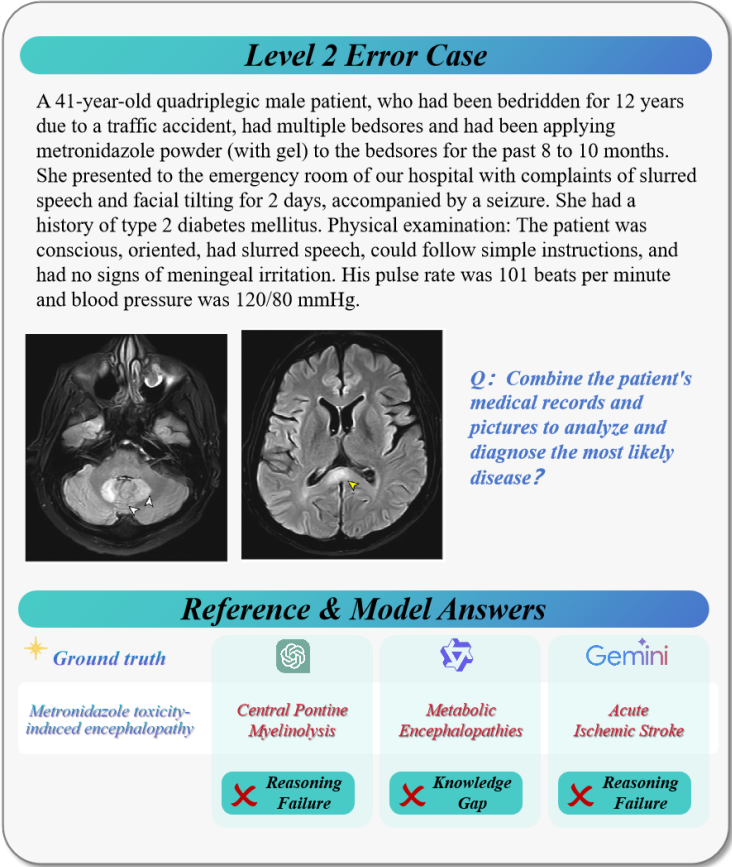 Level 2 Error Case
A 41-year-old quadriplegic male patient, who had been bedridden for 12 years
due to a traffic accident, had multiple bedsores and had been applying
metronidazole powder (with gel) to the bedsores for the past 8 to 10 months.
She presented to the emergency room of our hospital with complaints of slurred
speech and facial tilting for 2 days, accompanied by a seizure. She had a
history of type 2 diabetes mellitus. Physical examination: The patient was
conscious, oriented, had slurred speech, could follow simple instructions, and
had no signs of meningeal irritation. His pulse rate was 101 beats per minute
and blood pressure was 120/80 mmHg.
Q： Combine the patient's
medical records and
pictures to analyze and
diagnose the most likely
disease？
Reference & Model Answers
Ground truth
Gemini
Metronidazole toxicity-
induced encephalopathy
Central Pontine
Myelinolysis
Metabolic
Encephalopathies
Acute
Ischemic Stroke
Reasoning
Failure
Knowledge
Gap
Reasoning
Failure